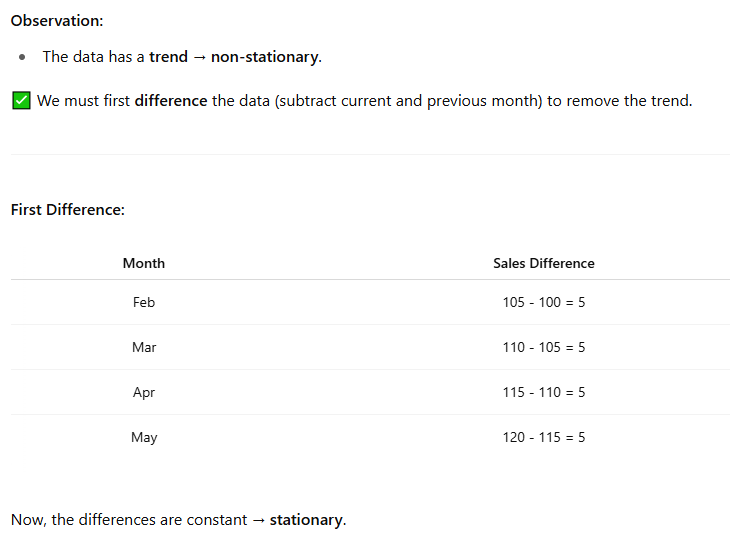 Observation:
• The data has a trend → non-stationary.
✅ We must first difference the data (subtract current and previous month) to remove the trend.
First Difference:
Month Sales Difference
Feb 105 - 100 = 5
Mar 110 - 105 = 5
Apr 115 - 110 = 5
May 120 - 115 = 5
Now, the differences are constant → stationary.